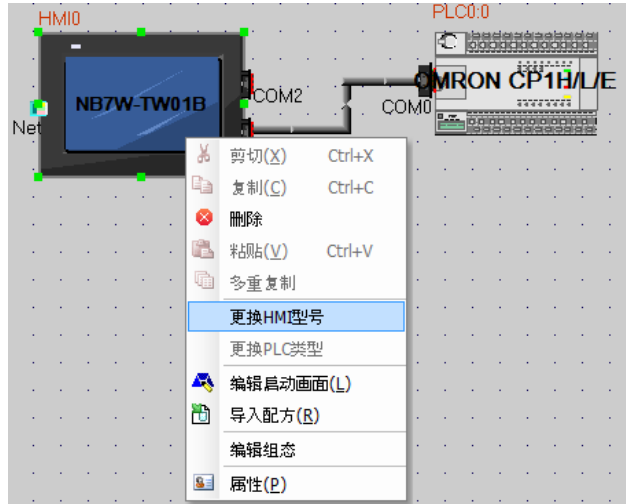 HMI0
PLC0:0
NB7W-TW01B
COM2
COM0
OMRON CP1H/L/E
Net
剪切(X) Ctrl+X
复制(C) Ctrl+C
删除
粘贴(V) Ctrl+V
多重复制
更换HMI型号
更换PLC类型
编辑启动画面(L)
导入配方(R)
编辑组态
属性(P)